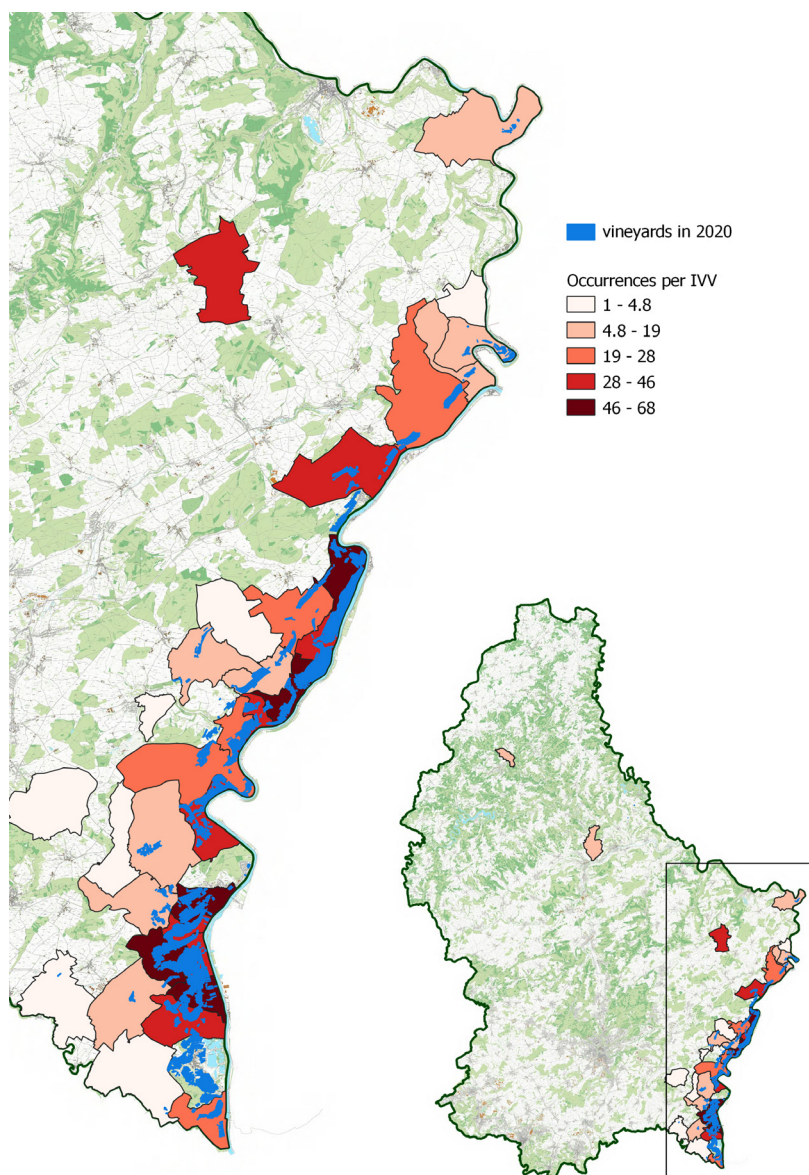 vineyards in 2020
Occurrences per IVV
1 - 4.8
4.8 - 19
19 - 28
28 - 46
46 - 68